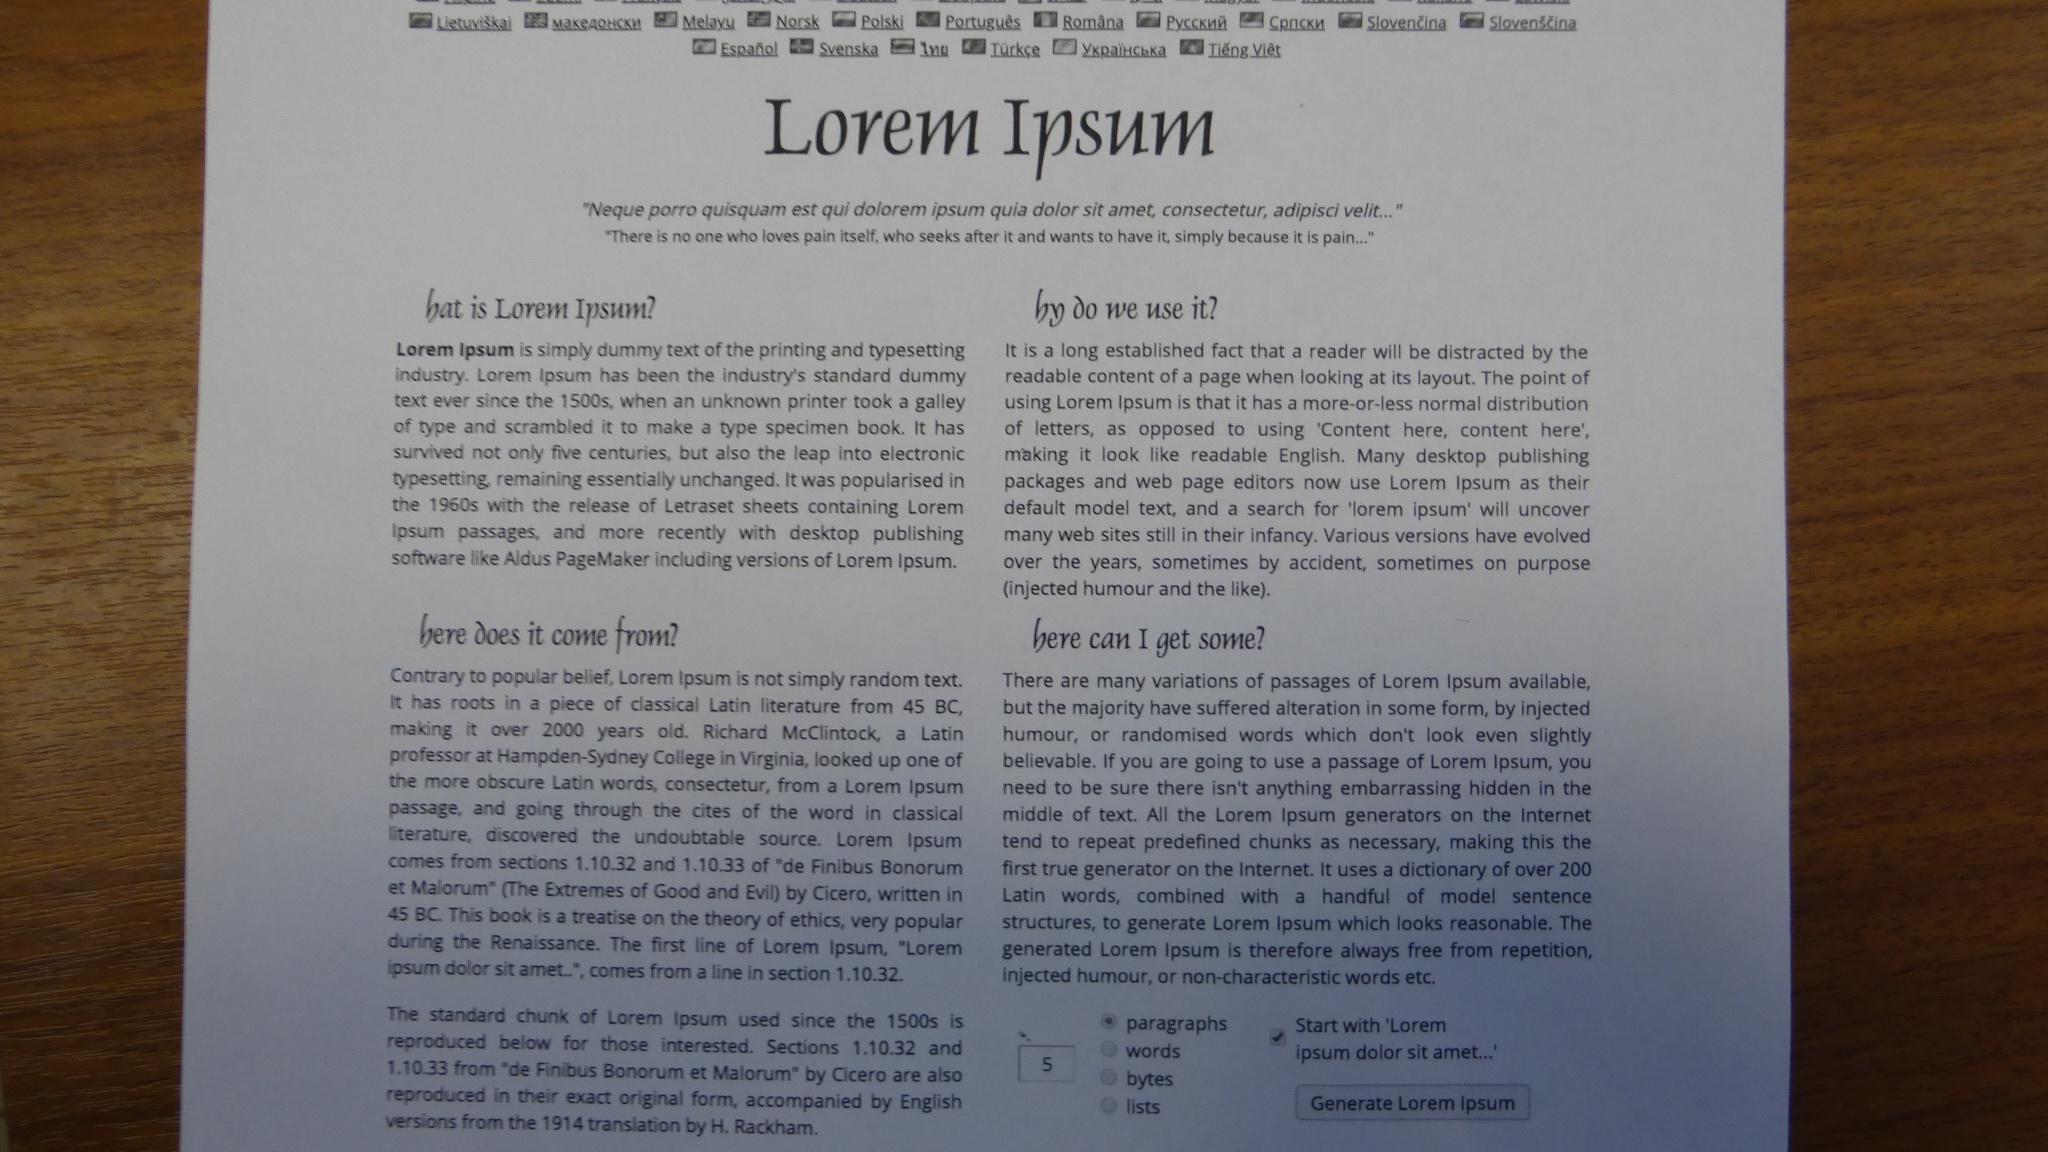 Lietuviškai македонски Melayu Norsk Polski Português Româna Русский Српски Slovenčina Slovenščina
Español Svenska ไทย Türkçe Українська Tiếng Việt
Lorem Ipsum
"Neque porro quisquam est qui dolorem ipsum quia dolor sit amet, consectetur, adipisci velit..."
"There is no one who loves pain itself, who seeks after it and wants to have it, simply because it is pain..."
hat is Lorem Ipsum?
Lorem Ipsum is simply dummy text of the printing and typesetting
industry. Lorem Ipsum has been the industry's standard dummy
text ever since the 1500s, when an unknown printer took a galley
of type and scrambled it to make a type specimen book. It has
survived not only five centuries, but also the leap into electronic
typesetting, remaining essentially unchanged. It was popularised in
the 1960s with the release of Letraset sheets containing Lorem
Ipsum passages, and more recently with desktop publishing
software like Aldus PageMaker including versions of Lorem Ipsum.
here does it come from?
Contrary to popular belief, Lorem Ipsum is not simply random text.
It has roots in a piece of classical Latin literature from 45 BC,
making it over 2000 years old. Richard McClintock, a Latin
professor at Hampden-Sydney College in Virginia, looked up one of
the more obscure Latin words, consectetur, from a Lorem Ipsum
passage, and going through the cites of the word in classical
literature, discovered the undoubtable source. Lorem Ipsum
comes from sections 1.10.32 and 1.10.33 of "de Finibus Bonorum
et Malorum" (The Extremes of Good and Evil) by Cicero, written in
45 BC. This book is a treatise on the theory of ethics, very popular
during the Renaissance. The first line of Lorem Ipsum, "Lorem
ipsum dolor sit amet..", comes from a line in section 1.10.32.
The standard chunk of Lorem Ipsum used since the 1500s is
reproduced below for those interested. Sections 1.10.32 and
1.10.33 from "de Finibus Bonorum et Malorum" by Cicero are also
reproduced in their exact original form, accompanied by English
versions from the 1914 translation by H. Rackham.
hy do we use it?
It is a long established fact that a reader will be distracted by the
readable content of a page when looking at its layout. The point of
using Lorem Ipsum is that it has a more-or-less normal distribution
of letters, as opposed to using 'Content here, content here',
making it look like readable English. Many desktop publishing
packages and web page editors now use Lorem Ipsum as their
default model text, and a search for 'lorem ipsum' will uncover
many web sites still in their infancy. Various versions have evolved
over the years, sometimes by accident, sometimes on purpose
(injected humour and the like).
here can I get some?
There are many variations of passages of Lorem Ipsum available,
but the majority have suffered alteration in some form, by injected
humour, or randomised words which don't look even slightly
believable. If you are going to use a passage of Lorem Ipsum, you
need to be sure there isn't anything embarrassing hidden in the
middle of text. All the Lorem Ipsum generators on the Internet
tend to repeat predefined chunks as necessary, making this the
first true generator on the Internet. It uses a dictionary of over 200
Latin words, combined with a handful of model sentence
structures, to generate Lorem Ipsum which looks reasonable. The
generated Lorem Ipsum is therefore always free from repetition,
injected humour, or non-characteristic words etc.
5
paragraphs
words
bytes
lists
Start with 'Lorem
ipsum dolor sit amet...'
Generate Lorem Ipsum